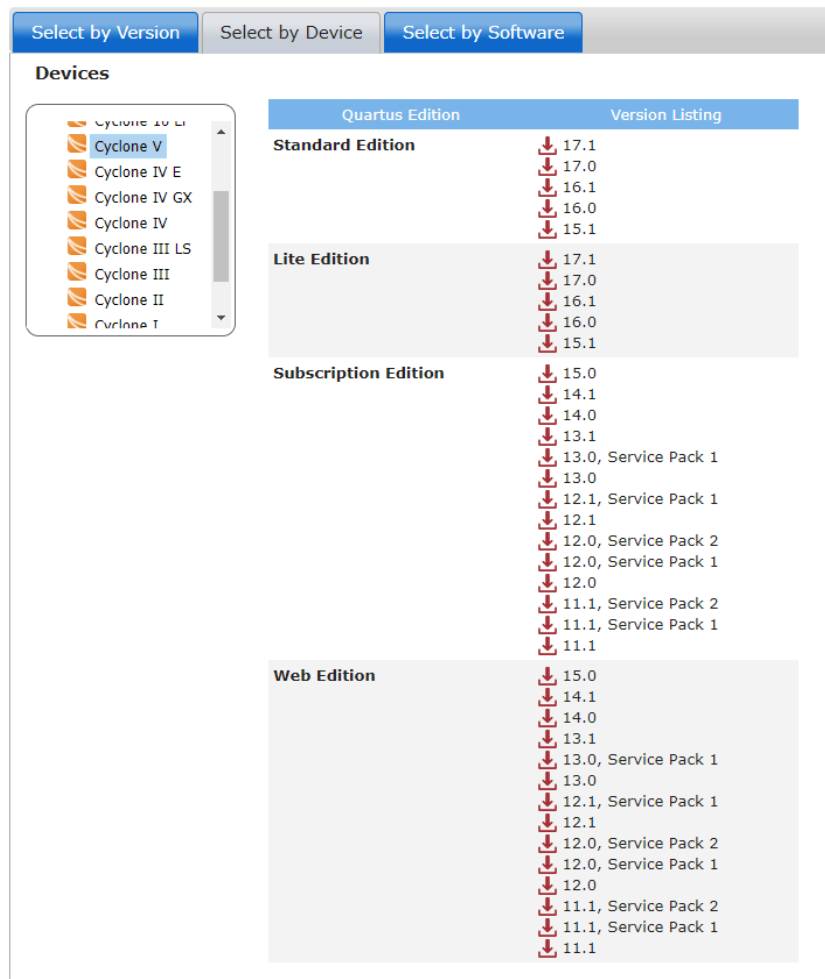 Select by Version Select by Device Select by Software
Devices
Cyclone 10 LP
Cyclone V
Cyclone IV E
Cyclone IV GX
Cyclone IV
Cyclone III LS
Cyclone III
Cyclone II
Cyclone I
Quartus Edition Version Listing
Standard Edition 17.1
17.0
16.1
16.0
15.1
Lite Edition 17.1
17.0
16.1
16.0
15.1
Subscription Edition 15.0
14.1
14.0
13.1
13.0, Service Pack 1
13.0
12.1, Service Pack 1
12.1
12.0, Service Pack 2
12.0, Service Pack 1
12.0
11.1, Service Pack 2
11.1, Service Pack 1
11.1
Web Edition 15.0
14.1
14.0
13.1
13.0, Service Pack 1
13.0
12.1, Service Pack 1
12.1
12.0, Service Pack 2
12.0, Service Pack 1
12.0
11.1, Service Pack 2
11.1, Service Pack 1
11.1